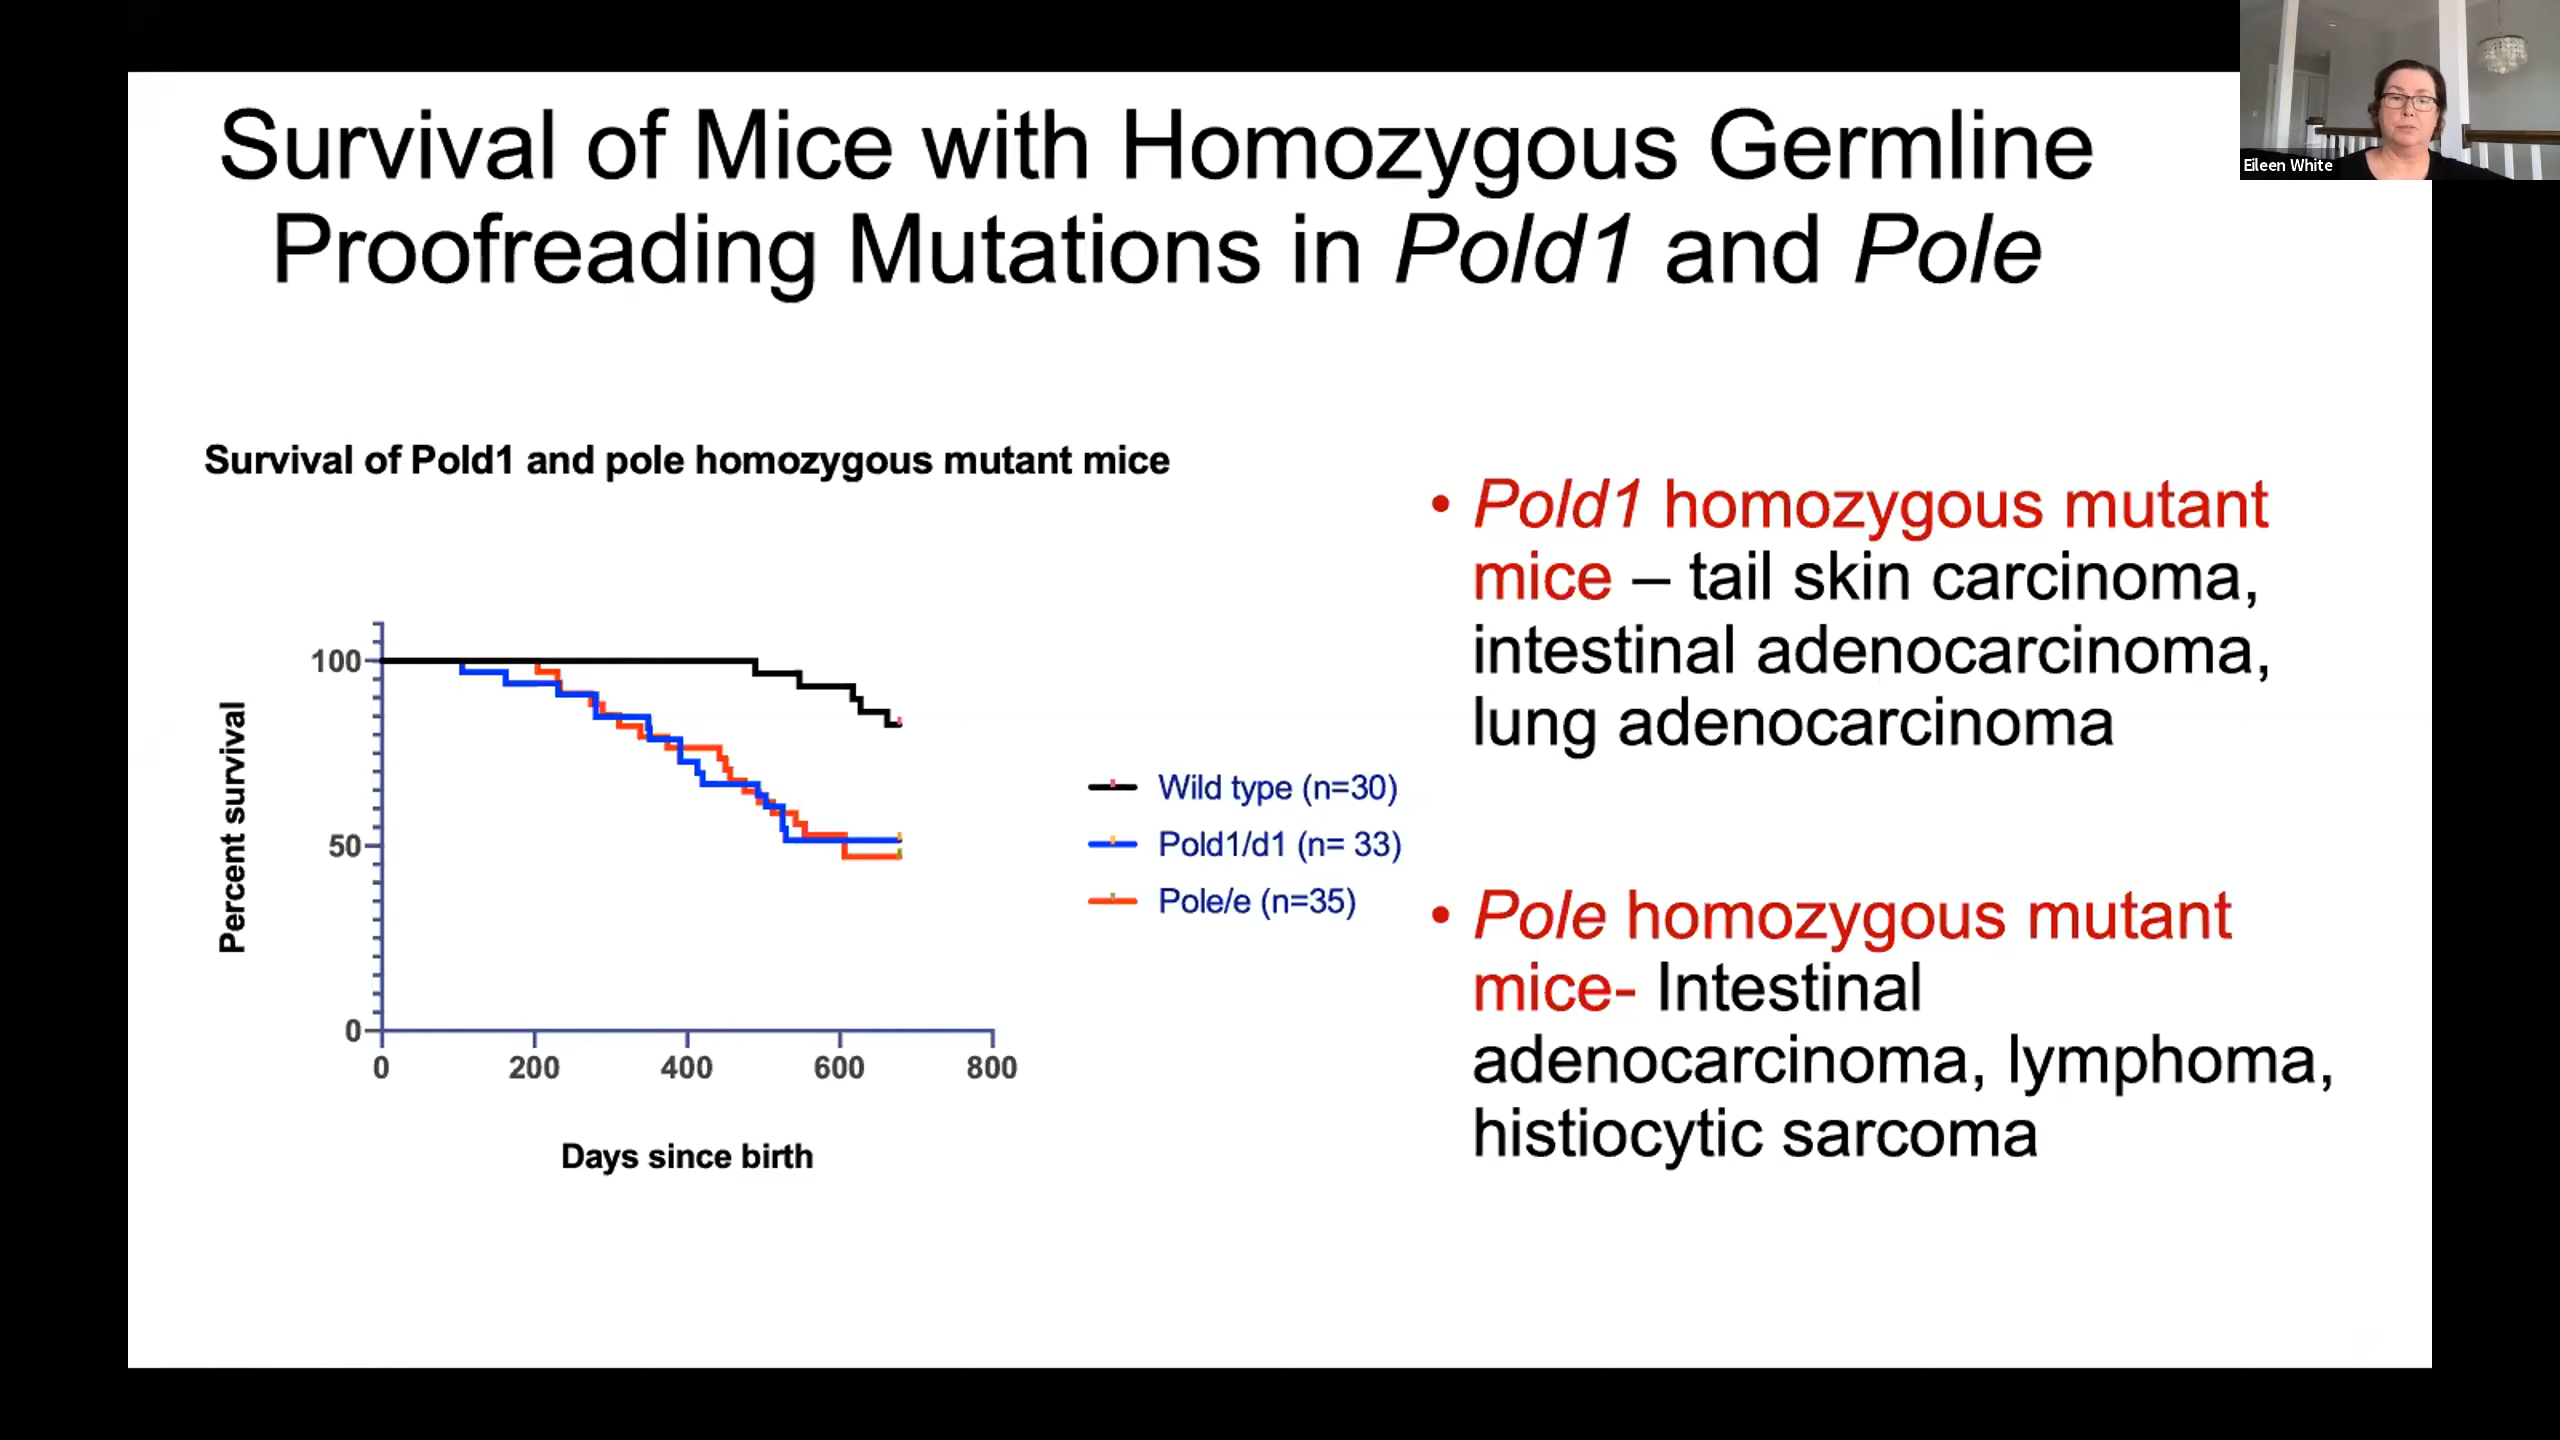 Survival of Mice with Homozygous Germline
Proofreading Mutations in Pold1 and Pole
Eileen White
Survival of Pold1 and pole homozygous mutant mice
Percent survival
100
50
0
0 200 400 600 800
Days since birth
Wild type (n=30)
Pold1/d1 (n= 33)
Pole/e (n=35)
• Pold1 homozygous mutant
mice – tail skin carcinoma,
intestinal adenocarcinoma,
lung adenocarcinoma
• Pole homozygous mutant
mice- Intestinal
adenocarcinoma, lymphoma,
histiocytic sarcoma